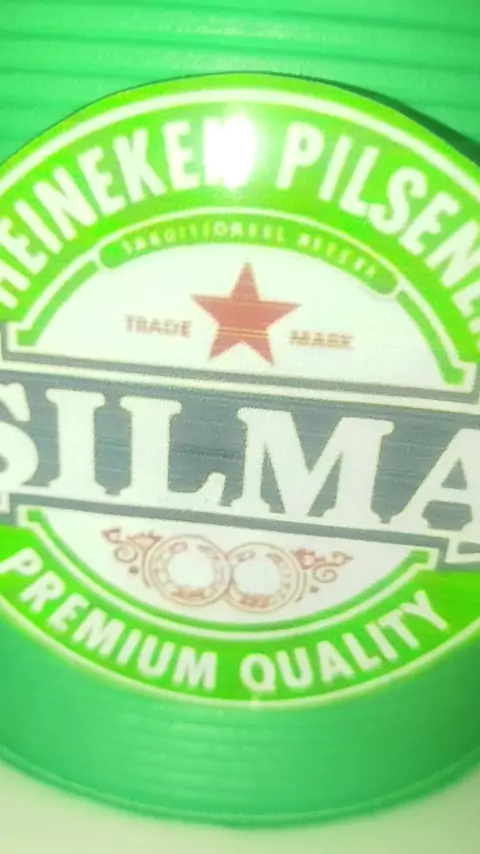 HEINEKEN PILSENER
TRADE MARK
SILMA
PREMIUM QUALITY